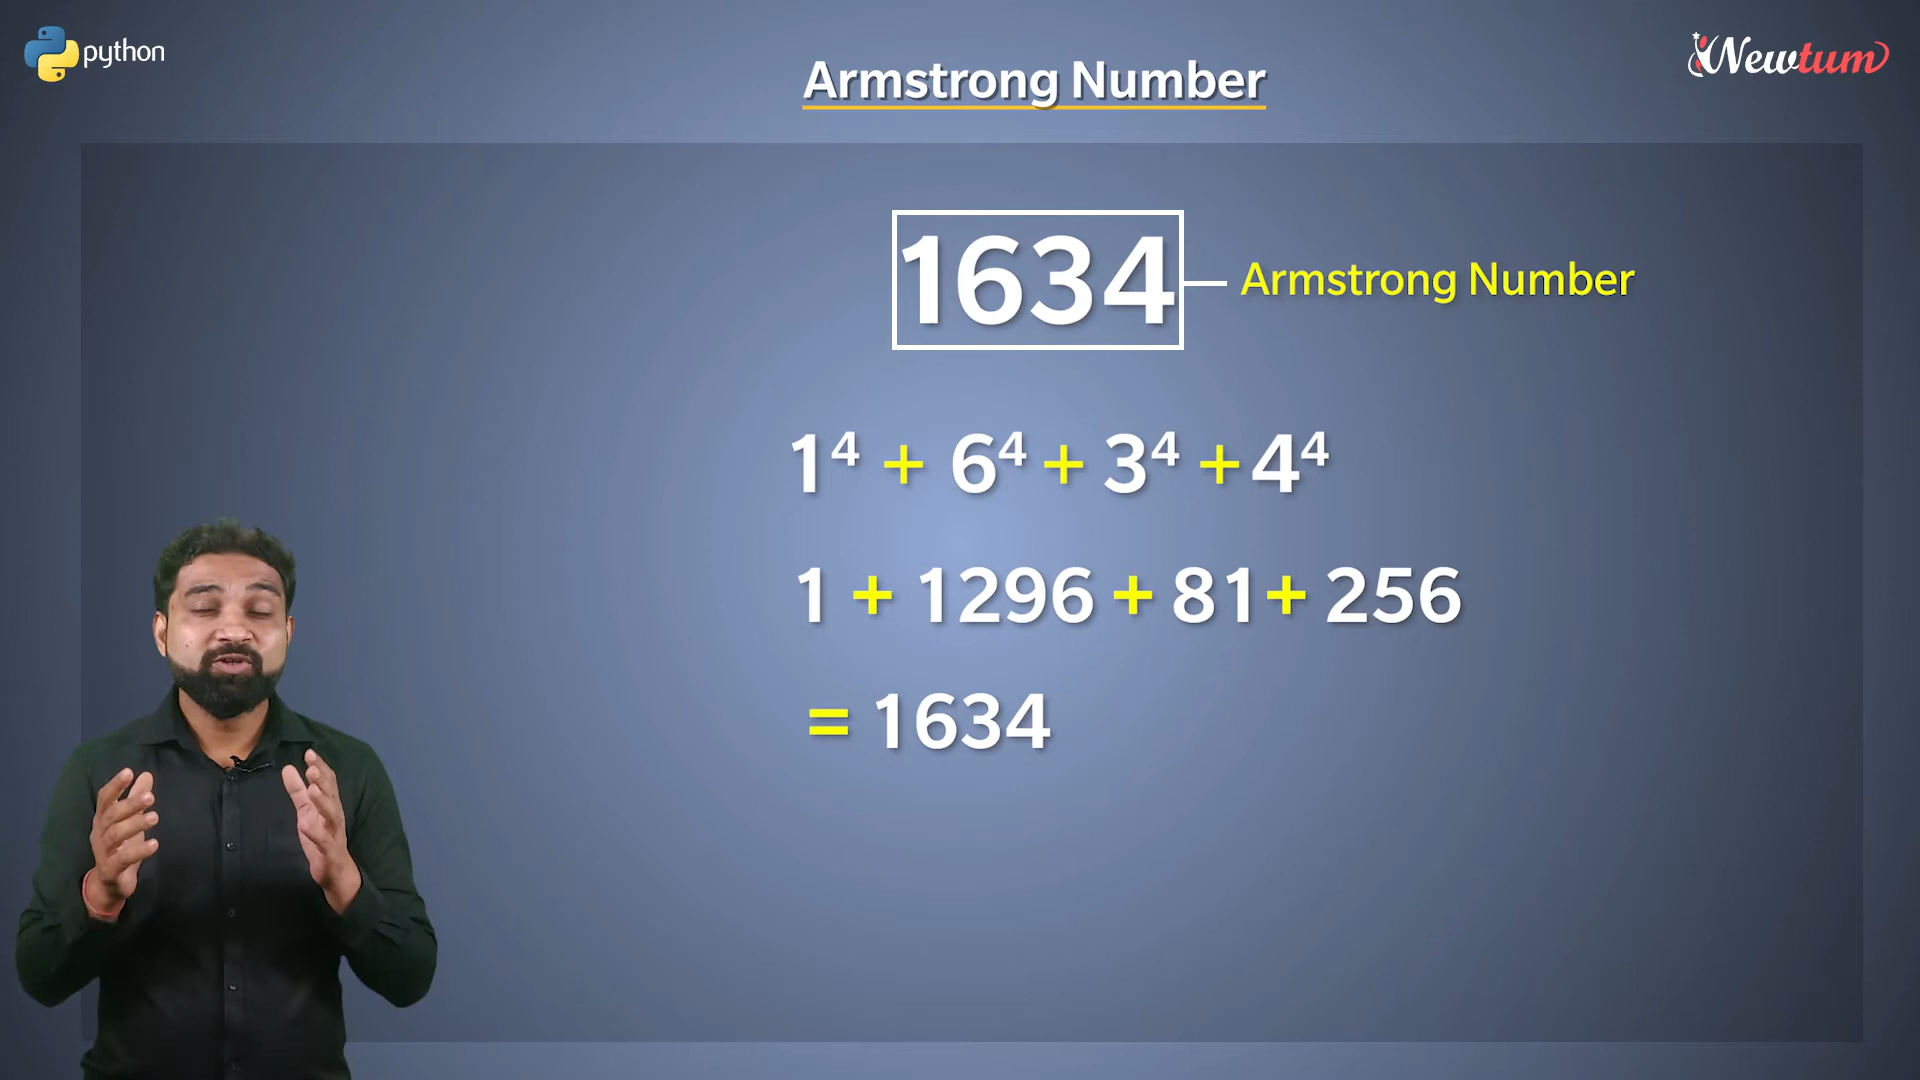 python
Newtum
Armstrong Number
1634
Armstrong Number
1⁴ + 6⁴ + 3⁴ + 4⁴
1 + 1296 + 81 + 256
= 1634